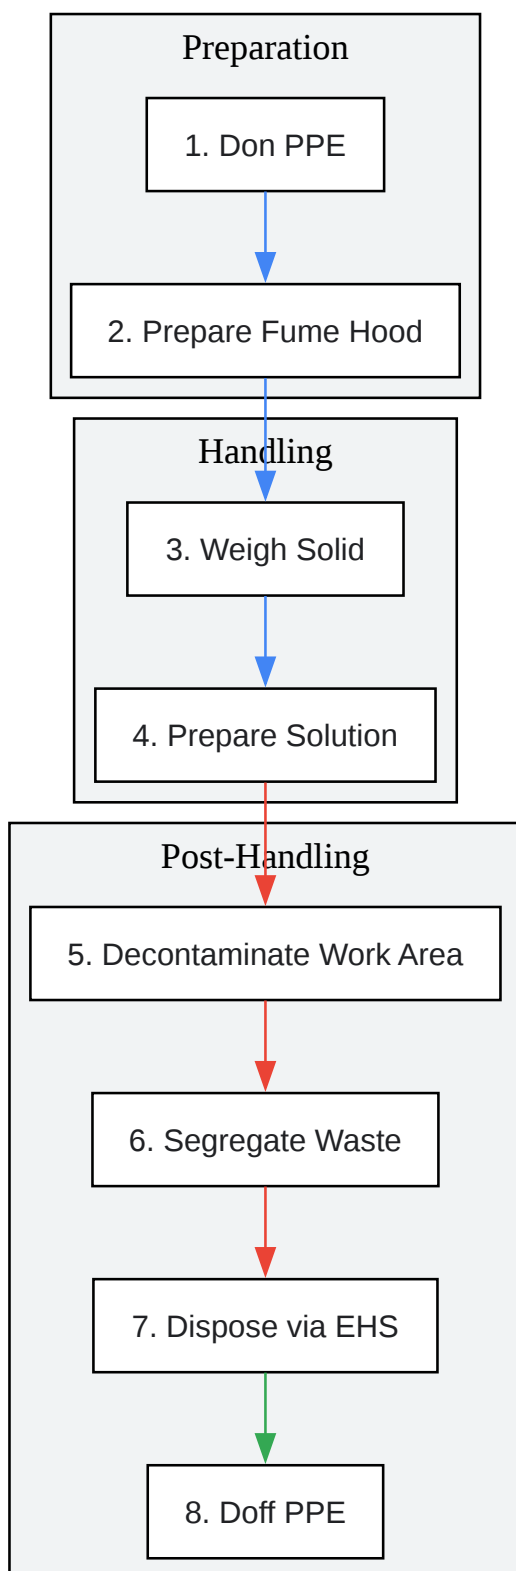 Preparation
1. Don PPE
2. Prepare Fume Hood
Handling
3. Weigh Solid
4. Prepare Solution
Post-Handling
5. Decontaminate Work Area
6. Segregate Waste
7. Dispose via EHS
8. Doff PPE